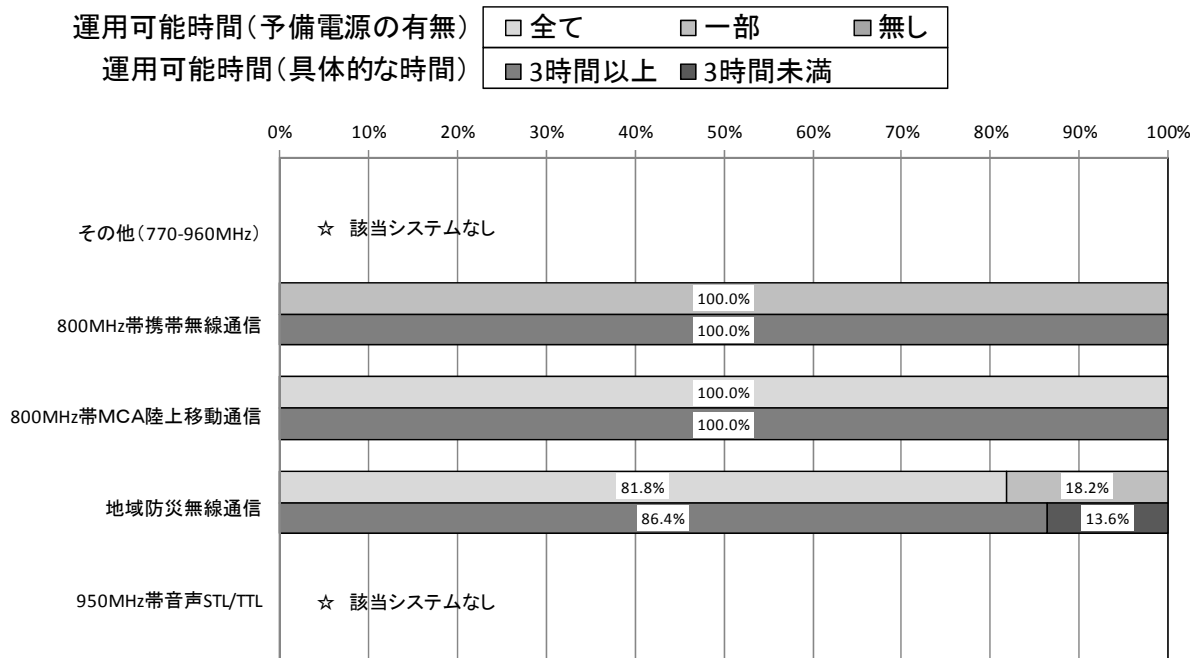 運用可能時間(予備電源の有無) □全て □一部 □無し
運用可能時間(具体的な時間) □3時間以上 ■3時間未満
0% 10% 20% 30% 40% 50% 60% 70% 80% 90% 100%
その他(770-960MHz) ☆ 該当システムなし
100.0%
800MHz帯携帯無線通信
100.0%
100.0%
800MHz帯MCA陸上移動通信
100.0%
81.8% 18.2%
地域防災無線通信
86.4% 13.6%
950MHz帯音声STL/TTL ☆ 該当システムなし